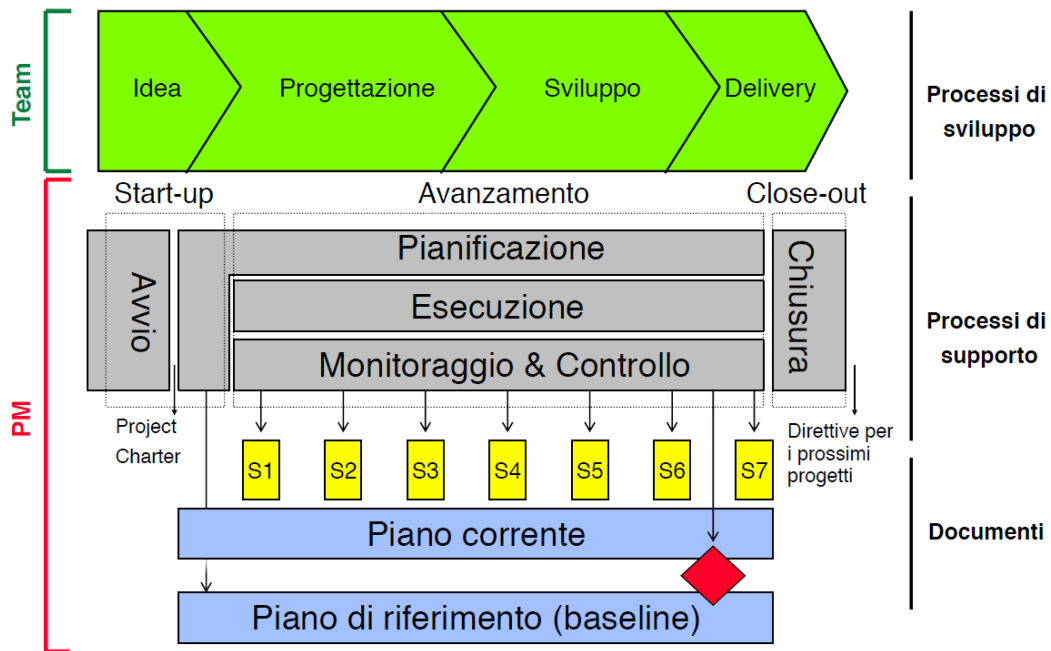 Team
Idea
Progettazione
Sviluppo
Delivery
Processi di
sviluppo
PM
Start-up
Avanzamento
Close-out
Avvio
Pianificazione
Esecuzione
Monitoraggio & Controllo
Chiusura
Processi di
supporto
Project
Charter
S1
S2
S3
S4
S5
S6
S7
Direttive per
i prossimi
progetti
Piano corrente
Documenti
Piano di riferimento (baseline)